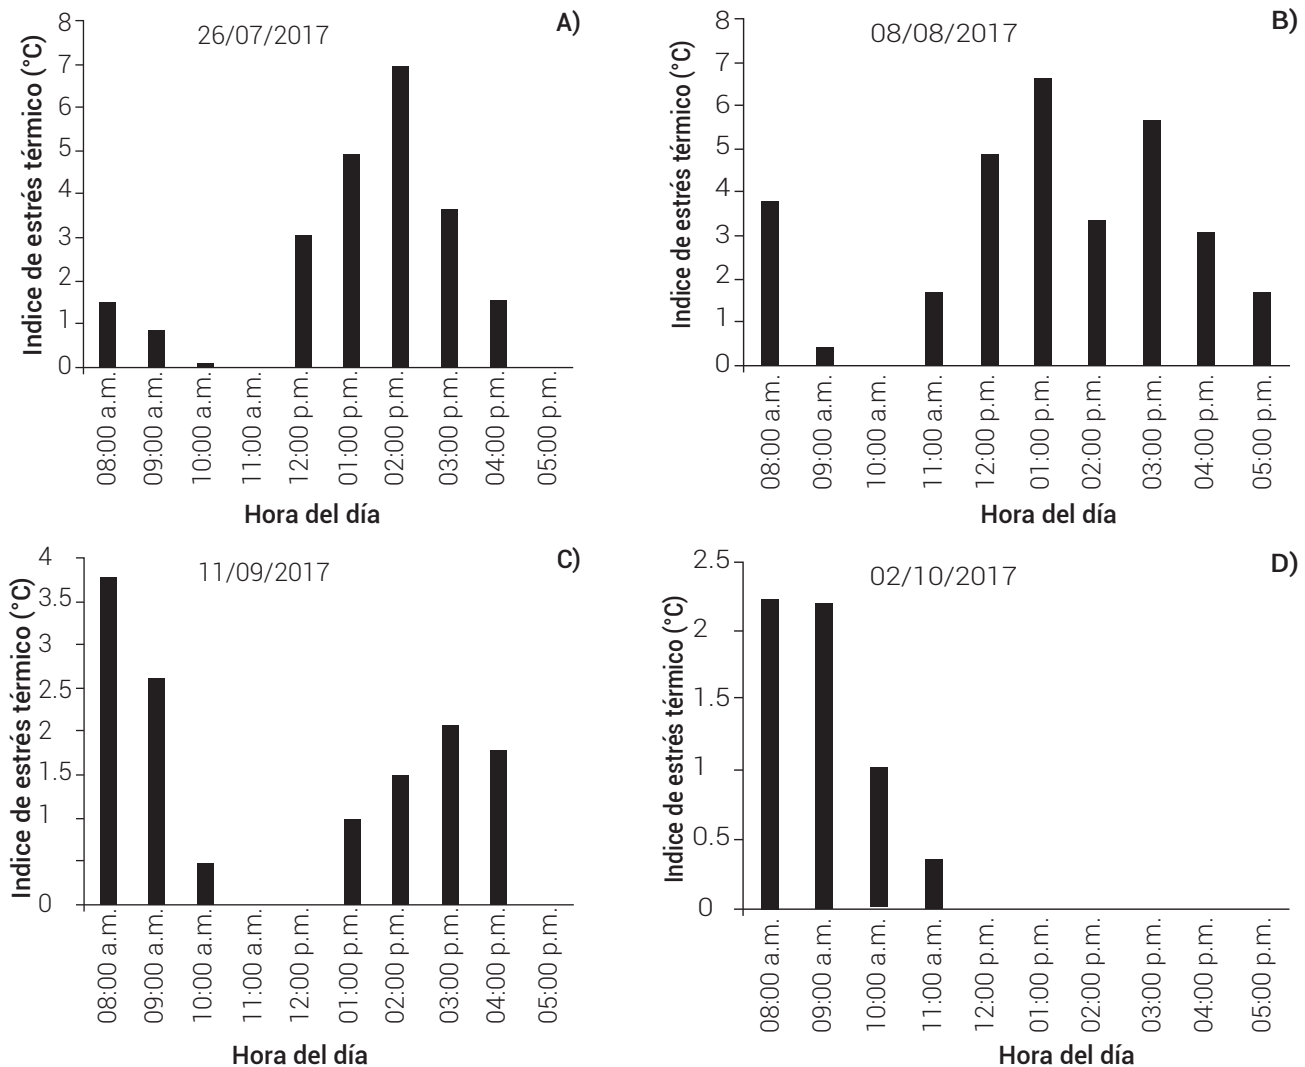 A)
26/07/2017
Indice de estrés térmico (°C)
8
7
6
5
4
3
2
1
0
08:00 a.m.
09:00 a.m.
10:00 a.m.
11:00 a.m.
12:00 p.m.
01:00 p.m.
02:00 p.m.
03:00 p.m.
04:00 p.m.
05:00 p.m.
Hora del día
B)
08/08/2017
Indice de estrés térmico (°C)
8
7
6
5
4
3
2
1
0
08:00 a.m.
09:00 a.m.
10:00 a.m.
11:00 a.m.
12:00 p.m.
01:00 p.m.
02:00 p.m.
03:00 p.m.
04:00 p.m.
05:00 p.m.
Hora del día
C)
11/09/2017
Indice de estrés térmico (°C)
4
3.5
3
2.5
2
1.5
1
0
08:00 a.m.
09:00 a.m.
10:00 a.m.
11:00 a.m.
12:00 p.m.
01:00 p.m.
02:00 p.m.
03:00 p.m.
04:00 p.m.
05:00 p.m.
Hora del día
D)
02/10/2017
Indice de estrés térmico (°C)
2.5
2
1.5
1
0.5
0
08:00 a.m.
09:00 a.m.
10:00 a.m.
11:00 a.m.
12:00 p.m.
01:00 p.m.
02:00 p.m.
03:00 p.m.
04:00 p.m.
05:00 p.m.
Hora del día